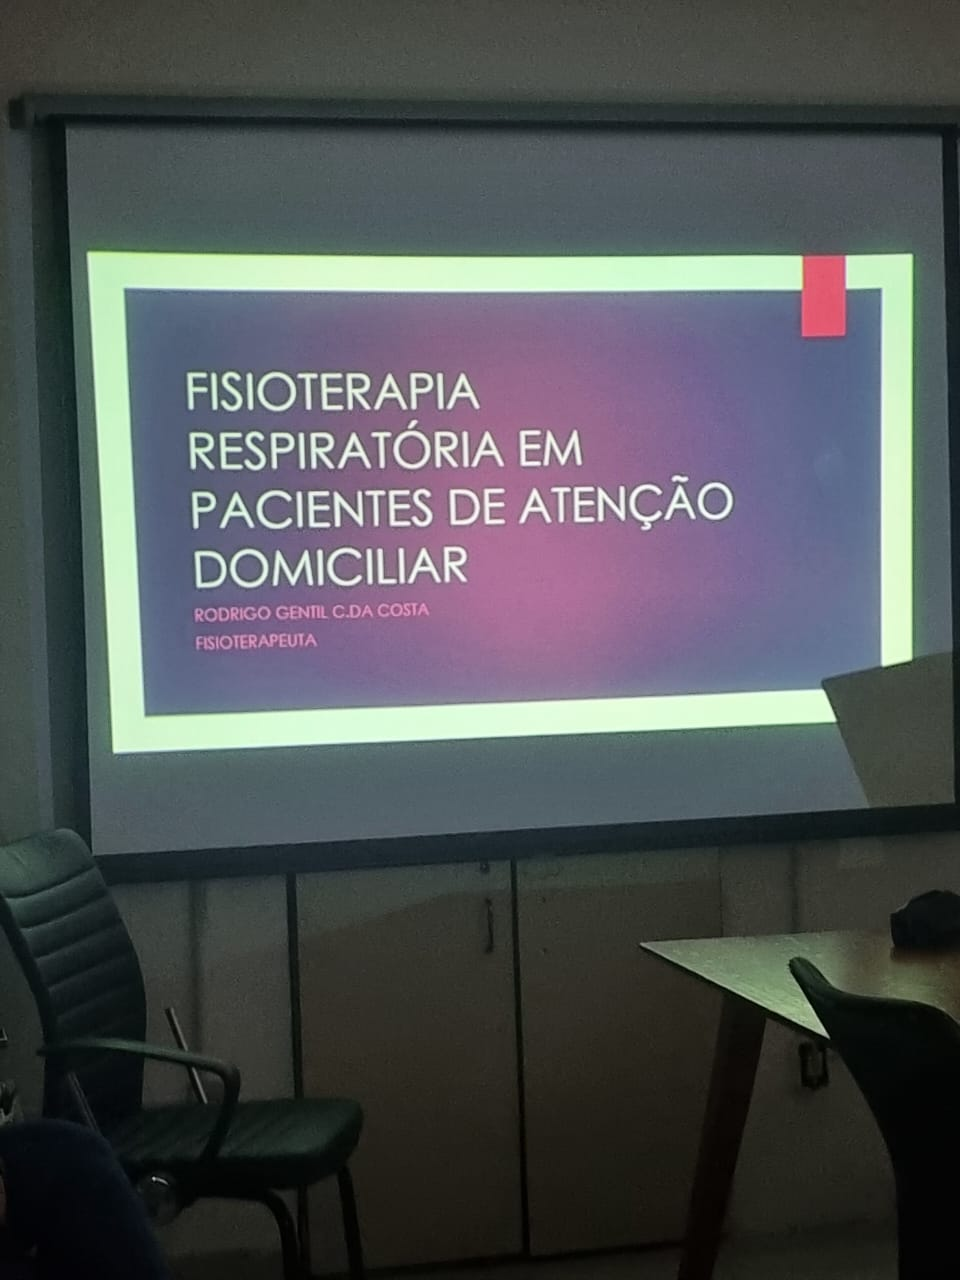 FISIOTERAPIA
RESPIRATÓRIA EM
PACIENTES DE ATENÇÃO
DOMICILIAR
RODRIGO GENTIL C.DA COSTA
FISIOTERAPEUTA